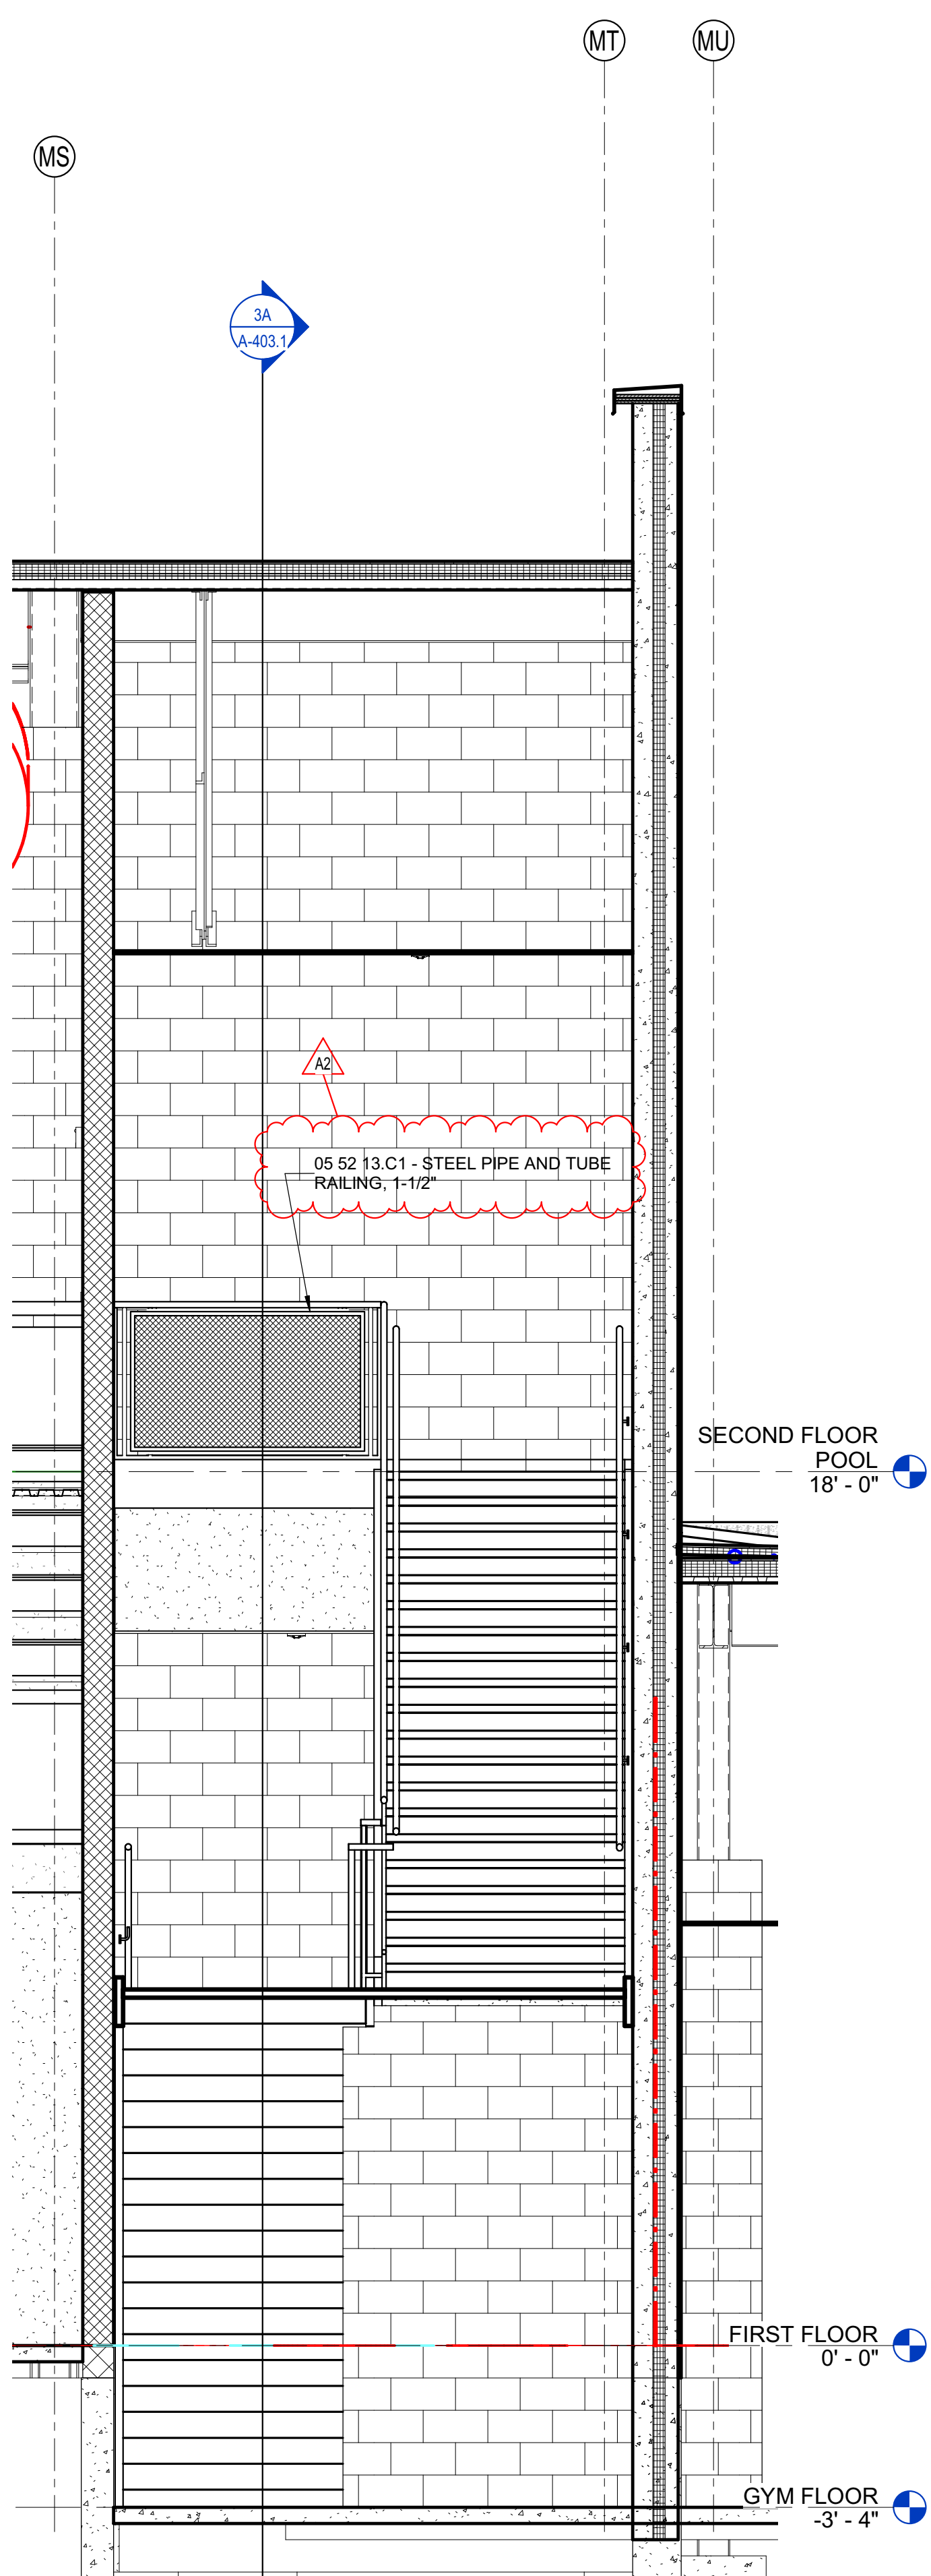 MT
MU
MS
3A
A-403.1
A2
05 52 13.C1 - STEEL PIPE AND TUBE
RAILING, 1-1/2"
SECOND FLOOR
POOL
18' - 0"
FIRST FLOOR
0' - 0"
GYM FLOOR
-3' - 4"